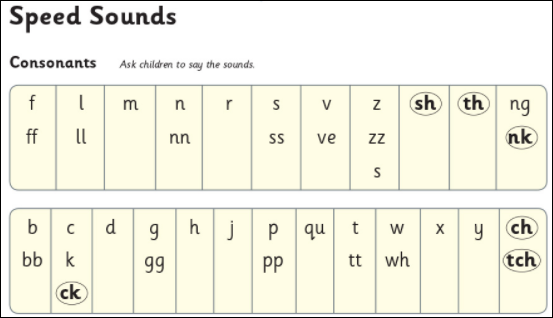 Speed Sounds
Consonants Ask children to say the sounds.
f l m n r s v z sh th ng
ff ll nn ss ve zz nk
s
b c d g h j p qu t w x y ch
bb k gg pp tt wh tch
ck